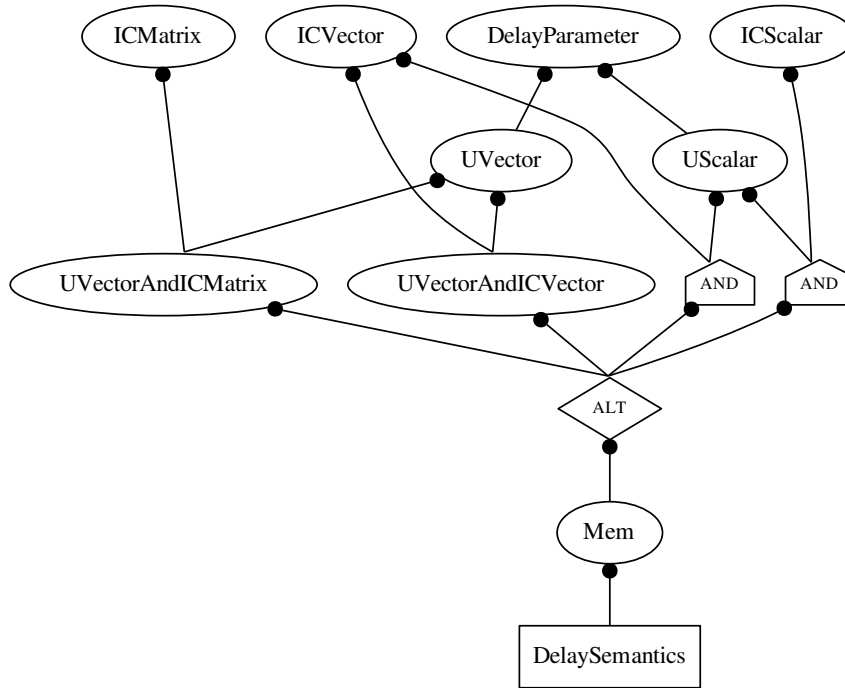 ICMatrix
ICVector
DelayParameter
ICScalar
UVector
UScalar
UVectorAndICMatrix
UVectorAndICVector
AND
AND
ALT
Mem
DelaySemantics